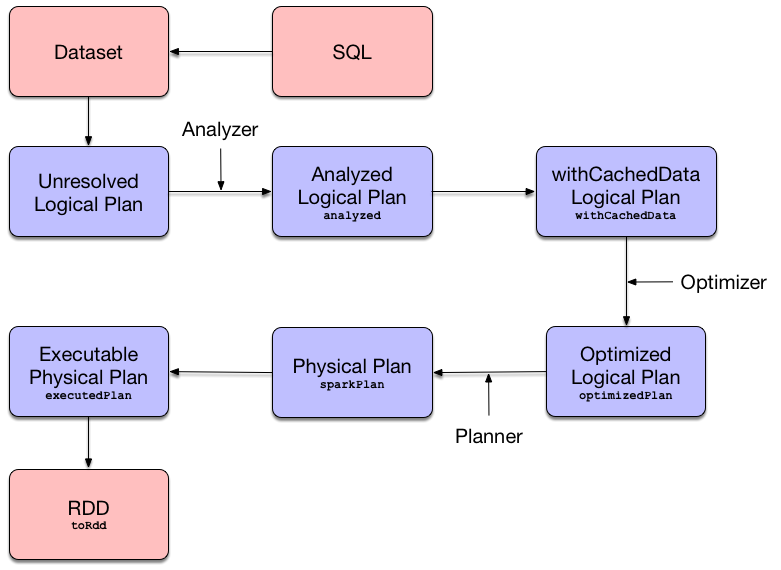 Dataset
SQL
Analyzer
Unresolved
Logical Plan
Analyzed
Logical Plan
analyzed
withCachedData
Logical Plan
withCachedData
Optimizer
Executable
Physical Plan
executedPlan
Physical Plan
sparkPlan
Optimized
Logical Plan
optimizedPlan
Planner
RDD
toRdd